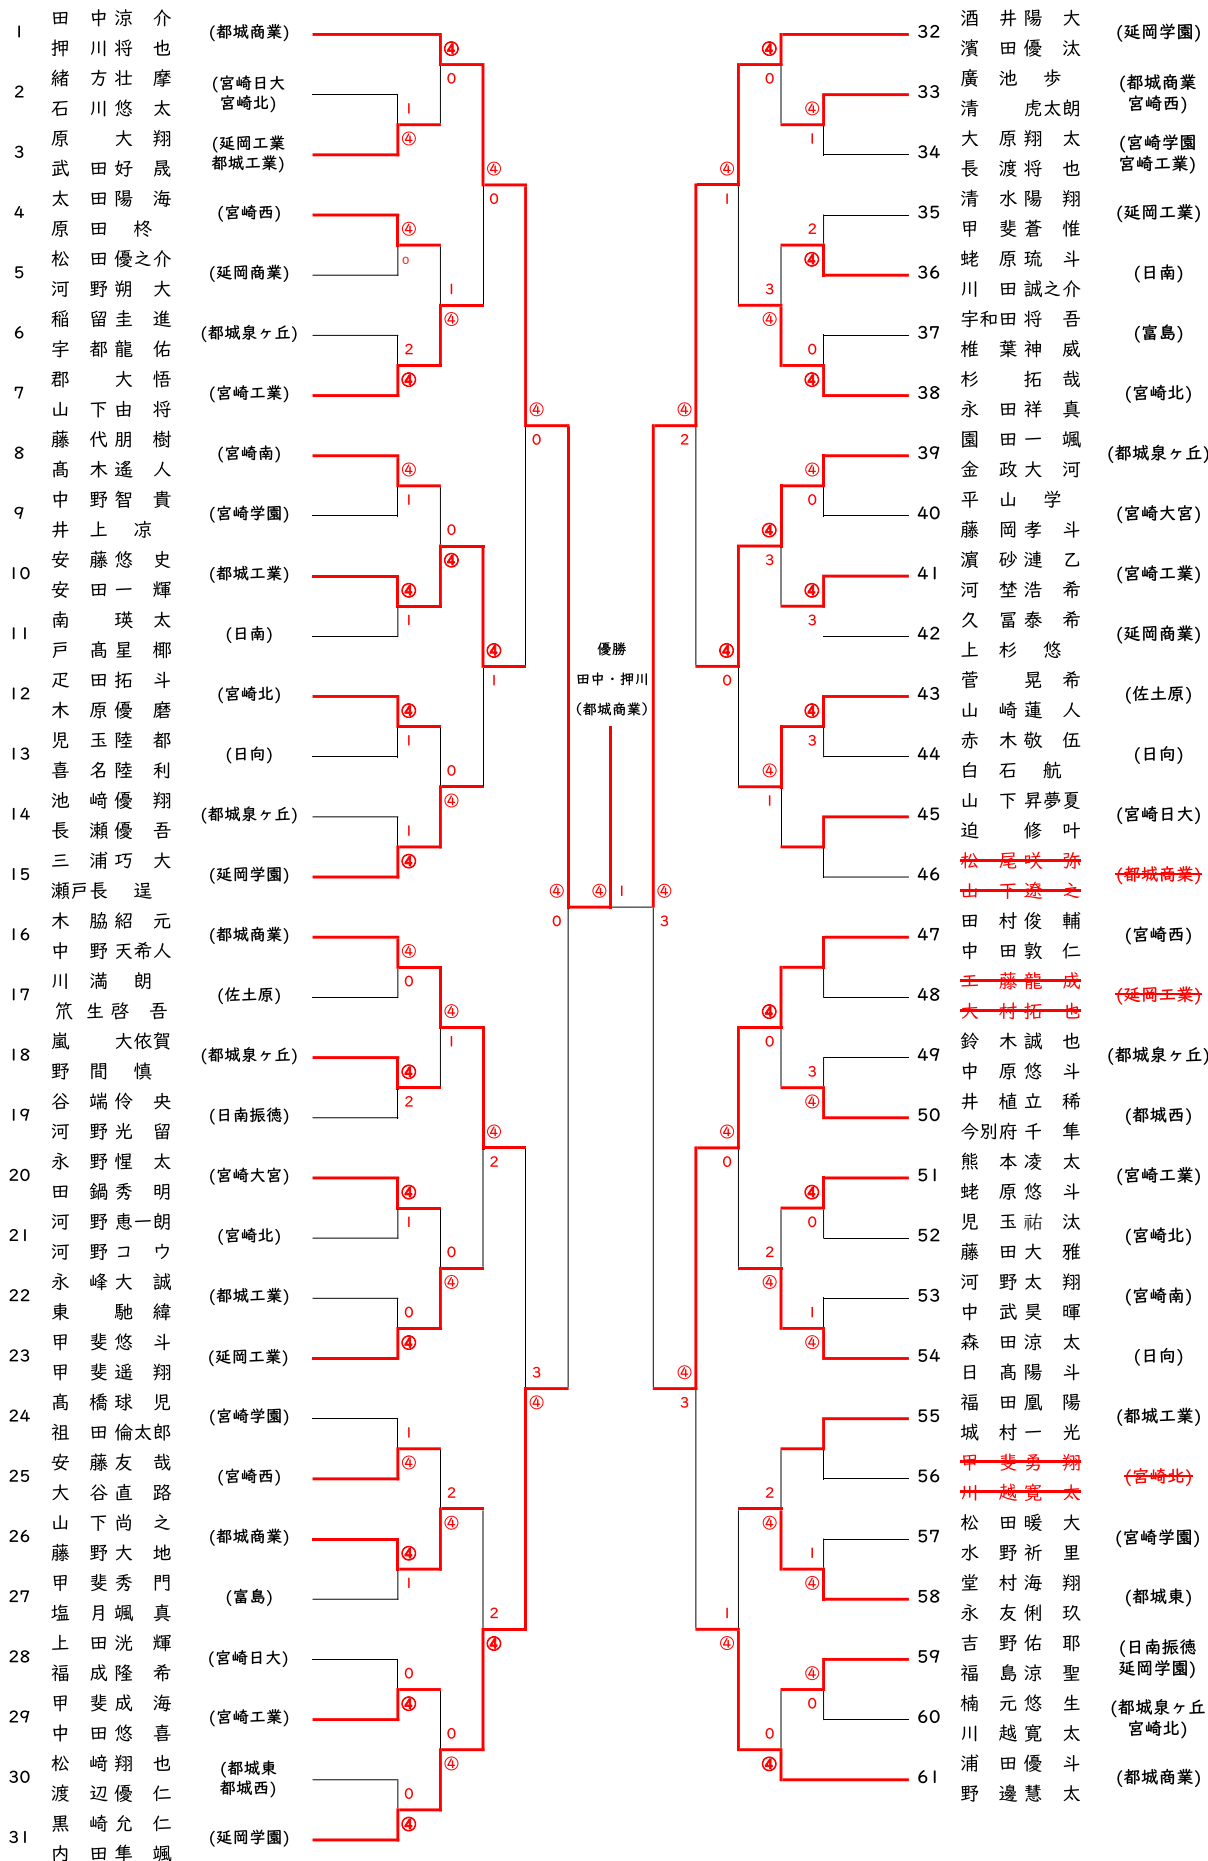 1 田中涼介 押川将也 (都城商業)
2 緒方壮摩 石川悠太 (宮崎日大 宮崎北)
3 原大翔 武田好晟 (延岡工業 都城工業)
4 太田陽海 原田柊 (宮崎西)
5 松田優之介 河野朔大 (延岡商業)
6 稲留圭進 宇都龍佑 (都城泉ヶ丘)
7 郡大悟 山下由将 (宮崎工業)
8 藤代朋樹 髙木遙人 (宮崎南)
9 中野智貴 井上凉 (宮崎学園)
10 安藤悠史 安田一輝 (都城工業)
11 南瑛太 戸髙星椰 (日南)
12 疋田拓斗 木原優磨 (宮崎北)
13 児玉陸都 喜名陸利 (日向)
14 池﨑優翔 長瀬優吾 (都城泉ヶ丘)
15 三浦巧大 瀬戸長逞 (延岡学園)
16 木脇紹元 中野天希人 (都城商業)
17 川満朗 笊生啓吾 (佐土原)
18 嵐大依賀 野間慎 (都城泉ヶ丘)
19 谷端伶央 河野光留 (日南振徳)
20 永野惺太 田鍋秀明 (宮崎大宮)
21 河野恵一朗 河野コウ (宮崎北)
22 永峰大誠 東馳緯 (都城工業)
23 甲斐悠斗 甲斐遥翔 (延岡工業)
24 髙橋球児 祖田倫太郎 (宮崎学園)
25 安藤友哉 大谷直路 (宮崎西)
26 山下尚之 藤野大地 (都城商業)
27 甲斐秀門 塩月颯真 (富島)
28 上田洸輝 福成隆希 (宮崎日大)
29 甲斐成海 中田悠喜 (宮崎工業)
30 松﨑翔也 渡辺優仁 (都城東 都城西)
31 黒崎允仁 内田隼颯 (延岡学園)
優勝
田中・押川
(都城商業)
32 酒井陽大 濱田優汰 (延岡学園)
33 廣池歩 清虎太朗 (都城商業 宮崎西)
34 大原翔太 長渡将也 (宮崎学園 宮崎工業)
35 清水陽翔 甲斐蒼惟 (延岡工業)
36 蛯原琉斗 川田誠之介 (日南)
37 宇和田将吾 椎葉神威 (富島)
38 杉拓哉 永田祥真 (宮崎北)
39 園田一颯 金政大河 (都城泉ヶ丘)
40 平山学 藤岡孝斗 (宮崎大宮)
41 濵砂漣乙 河埜浩希 (宮崎工業)
42 久冨泰希 上杉悠 (延岡商業)
43 菅晃希 山崎蓮人 (佐土原)
44 赤木敬伍 白石航 (日向)
45 山下昇夢夏 迫修叶 (宮崎日大)
46 松尾咲弥 山下遼之 (都城商業)
47 田村俊輔 中田敦仁 (宮崎西)
48 工藤龍成 大村拓也 (延岡工業)
49 鈴木誠也 中原悠斗 (都城泉ヶ丘)
50 井植立稀 今別府千隼 (都城西)
51 熊本凌太 蛯原悠斗 (宮崎工業)
52 児玉祐汰 藤田大雅 (宮崎北)
53 河野太翔 中武昊暉 (宮崎南)
54 森田涼太 日髙陽斗 (日向)
55 福田凰陽 城村一光 (都城工業)
56 甲斐勇翔 川越寛太 (宮崎北)
57 松田暖大 水野祈里 (宮崎学園)
58 堂村海翔 永友俐玖 (都城東)
59 吉野佑耶 福島涼聖 (日南振徳 延岡学園)
60 楠元悠生 川越寛太 (都城泉ヶ丘 宮崎北)
61 浦田優斗 野邊慧太 (都城商業)